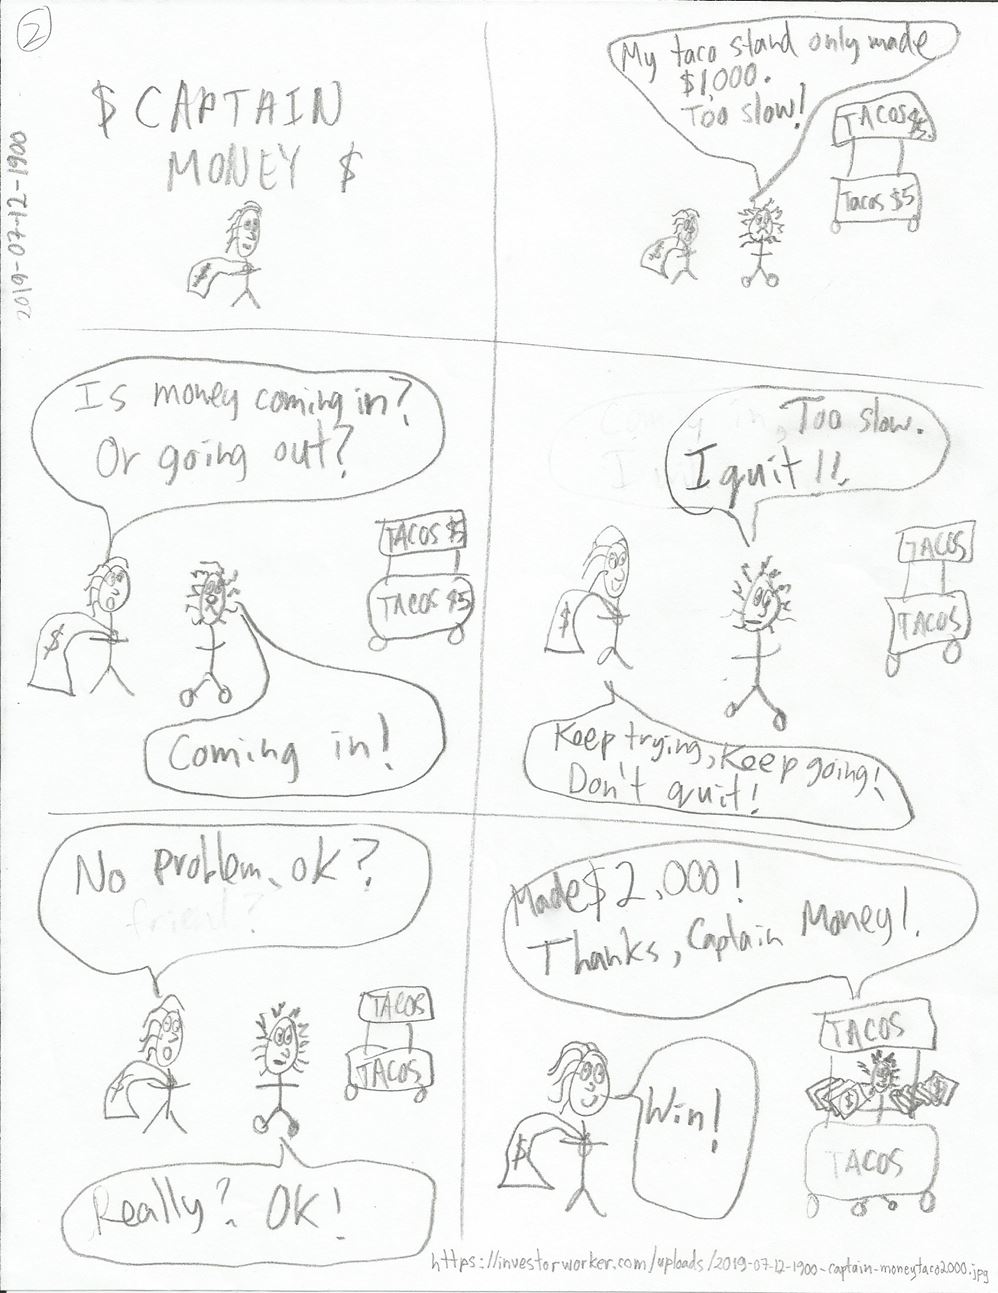 2
2019-07-12-1900
$ CAPTAIN
MONEY $
$
My taco stand only made
$1,000.
Too slow!
TACOS $5
Tacos $5
$
Is money coming in?
Or going out?
TACOS $5
TACOS $5
$
Coming in!
Coming in, Too slow.
I quit!!
TACOS
TACOS
$
Keep trying, Keep going!
Don't quit!
No problem, ok?
friend?
TACOS
TACOS
$
Really? OK!
Made $2,000!
Thanks, Captain Money!
TACOS
Win!
$
$
$
TACOS
https://investorworker.com/uploads/2019-07-12-1900-captain-moneytaco2000.jpg